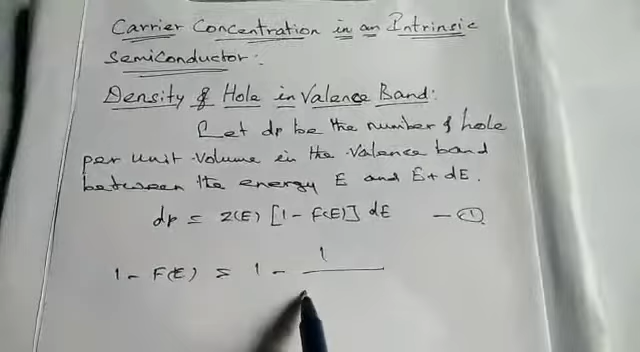 Carrier Concentration in an Intrinsic
Semiconductor:
Density of Hole in Valence Band:
Let dp be the number of hole
per unit volume in the valence band
between the energy E and E + dE.
dp = Z(E) [1 - F(E)] dE — ①
1 - F(E) = 1 - 1